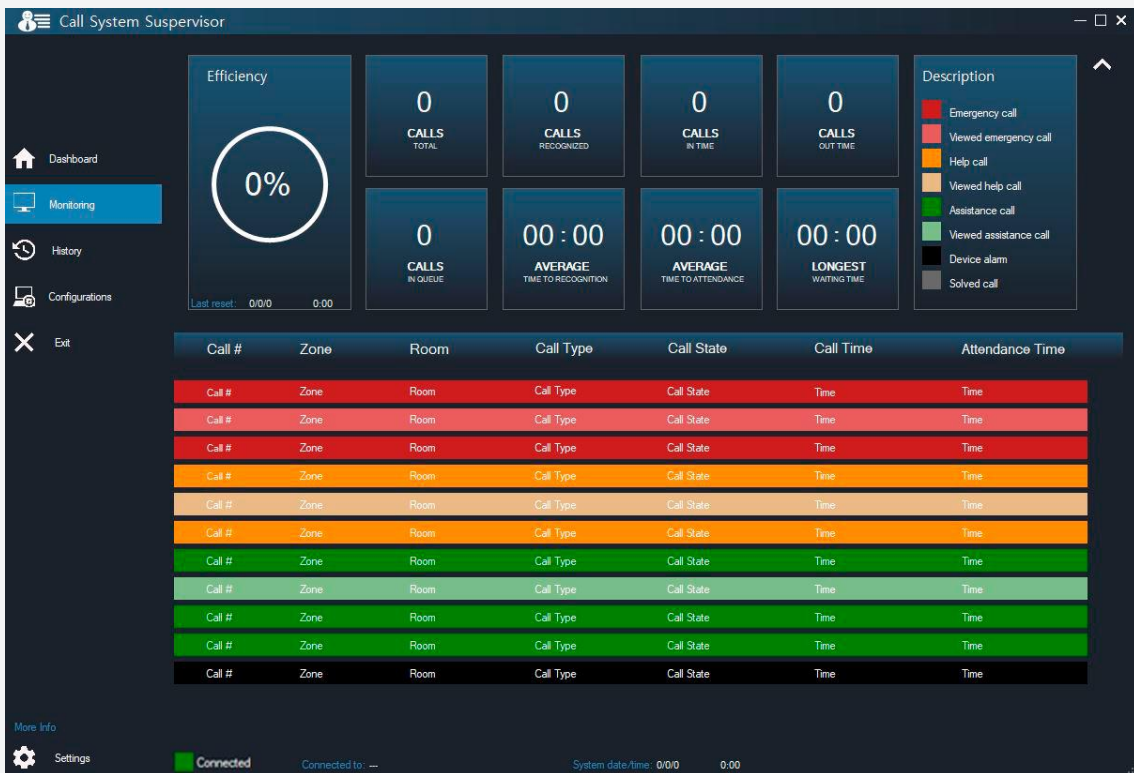 Call System Suspervisor
Dashboard
Monitoring
History
Configurations
Exit
More Info
Settings
Efficiency
0%
Last reset: 0/0/0 0:00
0
CALLS
TOTAL
0
CALLS
RECOGNIZED
0
CALLS
IN TIME
0
CALLS
OUT TIME
0
CALLS
IN QUEUE
00 : 00
AVERAGE
TIME TO RECOGNITION
00 : 00
AVERAGE
TIME TO ATTENDANCE
00 : 00
LONGEST
WAITING TIME
Description
Emergency call
Viewed emergency call
Help call
Viewed help call
Assistance call
Viewed assistance call
Device alarm
Solved call
Call # Zone Room Call Type Call State Call Time Attendance Time
Call # Zone Room Call Type Call State Time Time
Call # Zone Room Call Type Call State Time Time
Call # Zone Room Call Type Call State Time Time
Call # Zone Room Call Type Call State Time Time
Call # Zone Room Call Type Call State Time Time
Call # Zone Room Call Type Call State Time Time
Call # Zone Room Call Type Call State Time Time
Call # Zone Room Call Type Call State Time Time
Call # Zone Room Call Type Call State Time Time
Call # Zone Room Call Type Call State Time Time
Call # Zone Room Call Type Call State Time Time
Connected Connected to: --- System date/time: 0/0/0 0:00